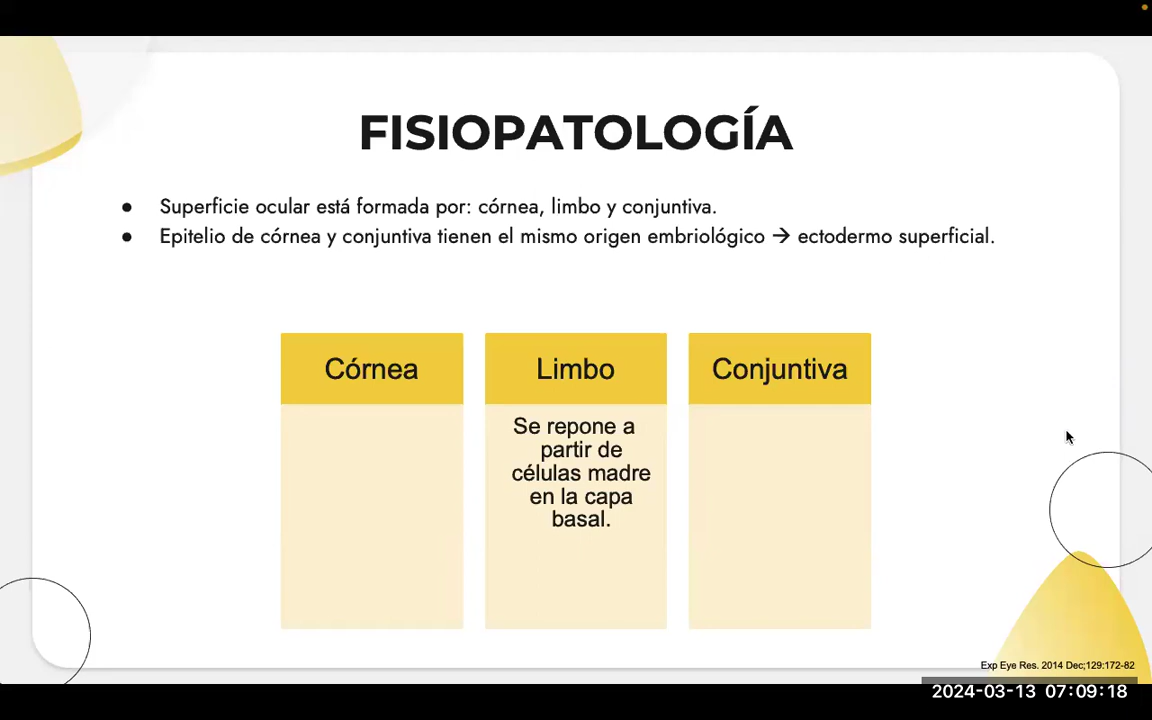 FISIOPATOLOGÍA
● Superficie ocular está formada por: córnea, limbo y conjuntiva.
● Epitelio de córnea y conjuntiva tienen el mismo origen embriológico → ectodermo superficial.
Córnea
Limbo
Conjuntiva
Se repone a
partir de
células madre
en la capa
basal.
Exp Eye Res. 2014 Dec;129:172-82
2024-03-13 07:09:18